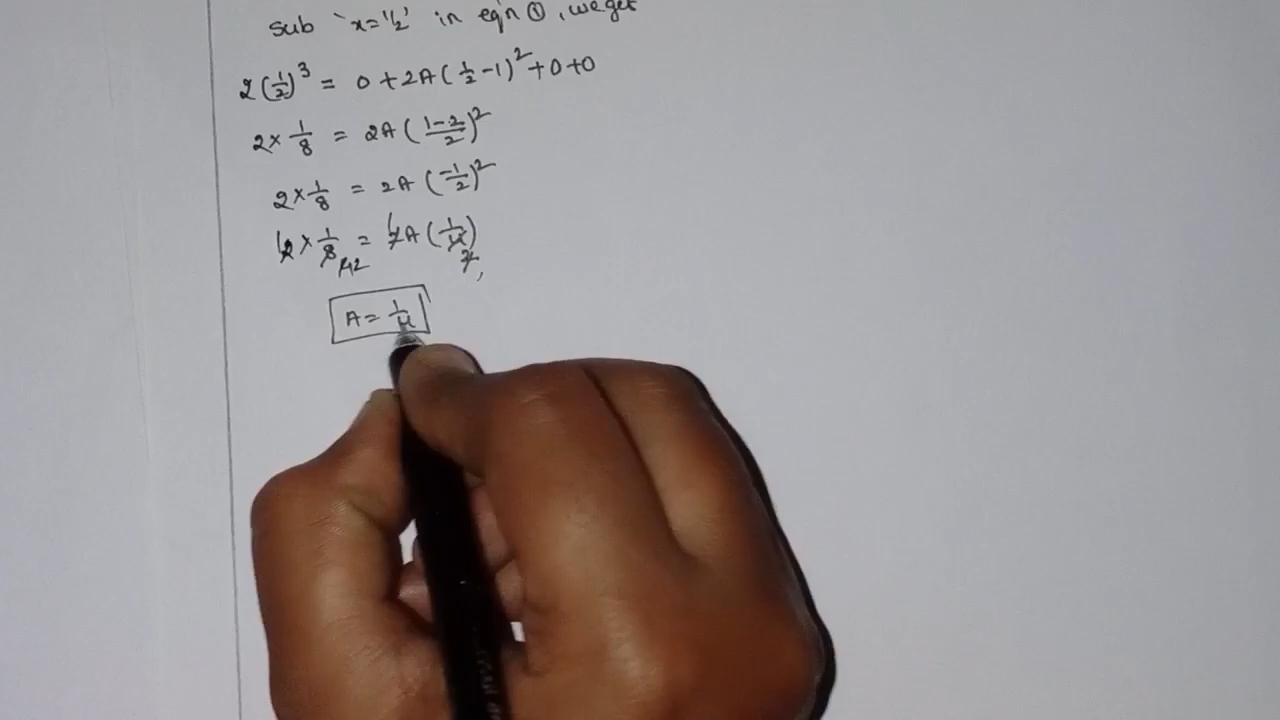 sub 'x=1/2' in eqn ①, we get
2(1/2)³ = 0+2A(1/2-1)²+0+0
2×1/8 = 2A(1-2/2)²
2×1/8 = 2A(-1/2)²
2×1/8 = 2A(1/4)
A = 1/4